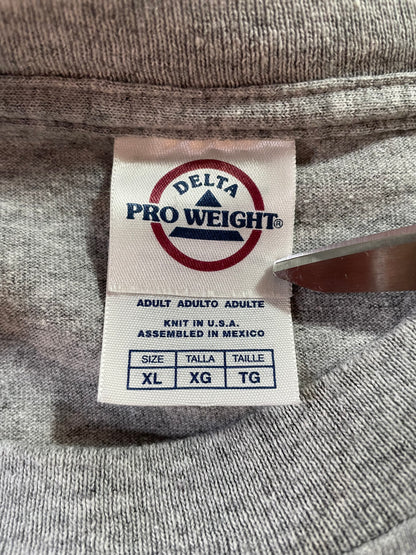 DELTA
PRO WEIGHT®
ADULT ADULTO ADULTE
KNIT IN U.S.A.
ASSEMBLED IN MEXICO
SIZE TALLA TAILLE
XL XG TG